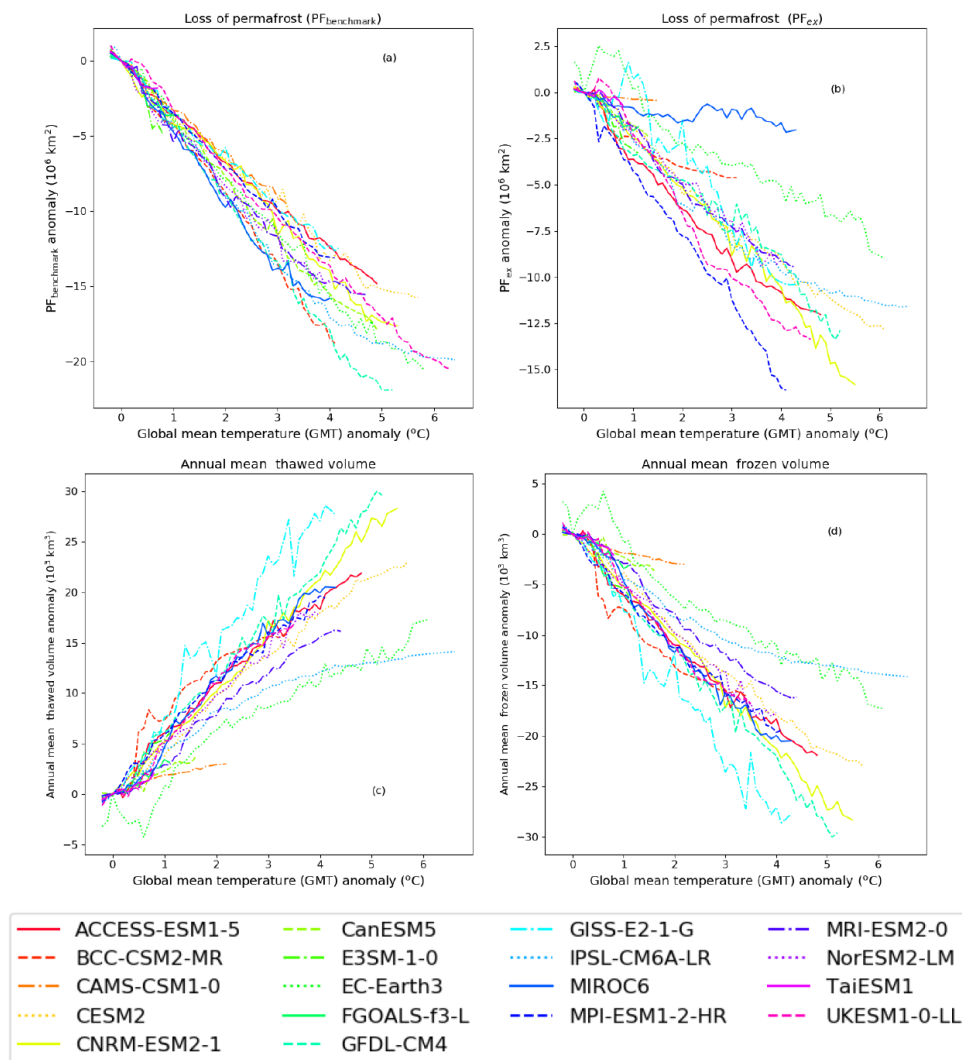 Loss of permafrost (PFbenchmark)
(a)
PFbenchmark anomaly (10⁶ km²)
0
−5
−10
−15
−20
0 1 2 3 4 5 6
Global mean temperature (GMT) anomaly (°C)
Loss of permafrost (PFex)
(b)
PFex anomaly (10⁶ km²)
2.5
0.0
−2.5
−5.0
−7.5
−10.0
−12.5
−15.0
0 1 2 3 4 5 6
Global mean temperature (GMT) anomaly (°C)
Annual mean thawed volume
(c)
Annual mean thawed volume anomaly (10³ km³)
30
25
20
15
10
5
0
−5
0 1 2 3 4 5 6
Global mean temperature (GMT) anomaly (°C)
Annual mean frozen volume
(d)
Annual mean frozen volume anomaly (10³ km³)
5
0
−5
−10
−15
−20
−25
−30
0 1 2 3 4 5 6
Global mean temperature (GMT) anomaly (°C)
ACCESS-ESM1-5
BCC-CSM2-MR
CAMS-CSM1-0
CESM2
CNRM-ESM2-1
CanESM5
E3SM-1-0
EC-Earth3
FGOALS-f3-L
GFDL-CM4
GISS-E2-1-G
IPSL-CM6A-LR
MIROC6
MPI-ESM1-2-HR
MRI-ESM2-0
NorESM2-LM
TaiESM1
UKESM1-0-LL